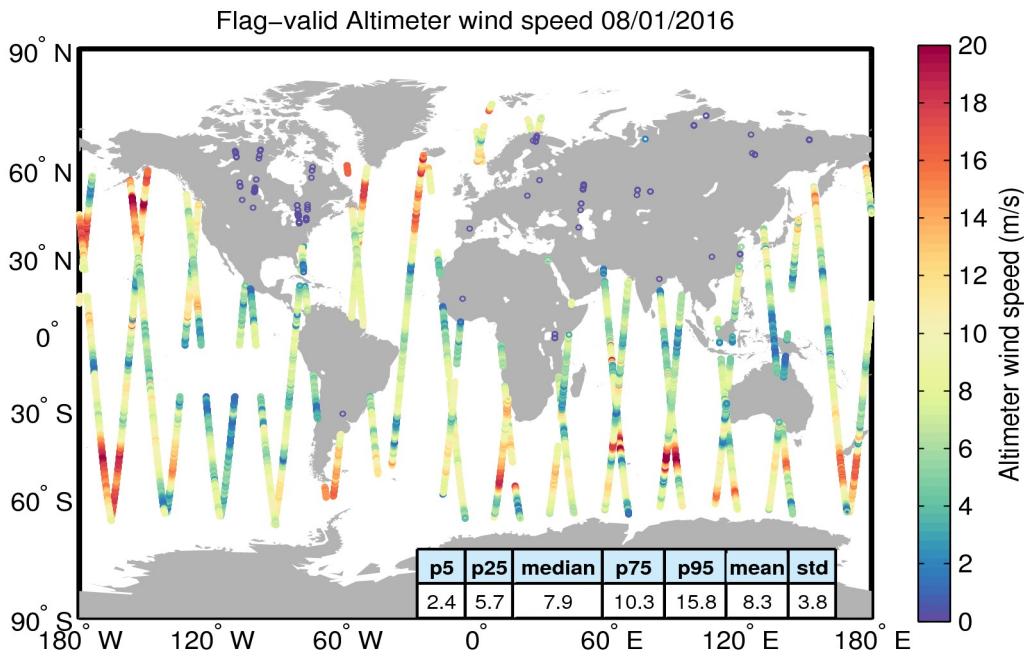 Flag−valid Altimeter wind speed 08/01/2016
90° N
60° N
30° N
0°
30° S
60° S
90° S
180° W
120° W
60° W
0°
60° E
120° E
180° E
p5 p25 median p75 p95 mean std
2.4 5.7 7.9 10.3 15.8 8.3 3.8
20
18
16
14
12
10
8
6
4
2
0
Altimeter wind speed (m/s)